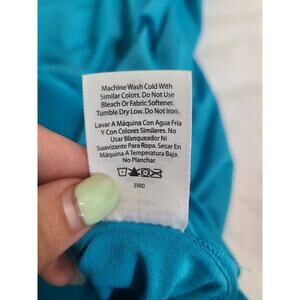 Machine Wash Cold With
Similar Colors. Do Not Use
Bleach Or Fabric Softener.
Tumble Dry Low. Do Not Iron.
Lavar A Máquina Con Agua Fría
Y Con Colores Similares. No
Usar Blanqueador Ni
Suavizante Para Ropa. Secar En
Máquina A Temperatura Baja.
No Planchar.
3WD